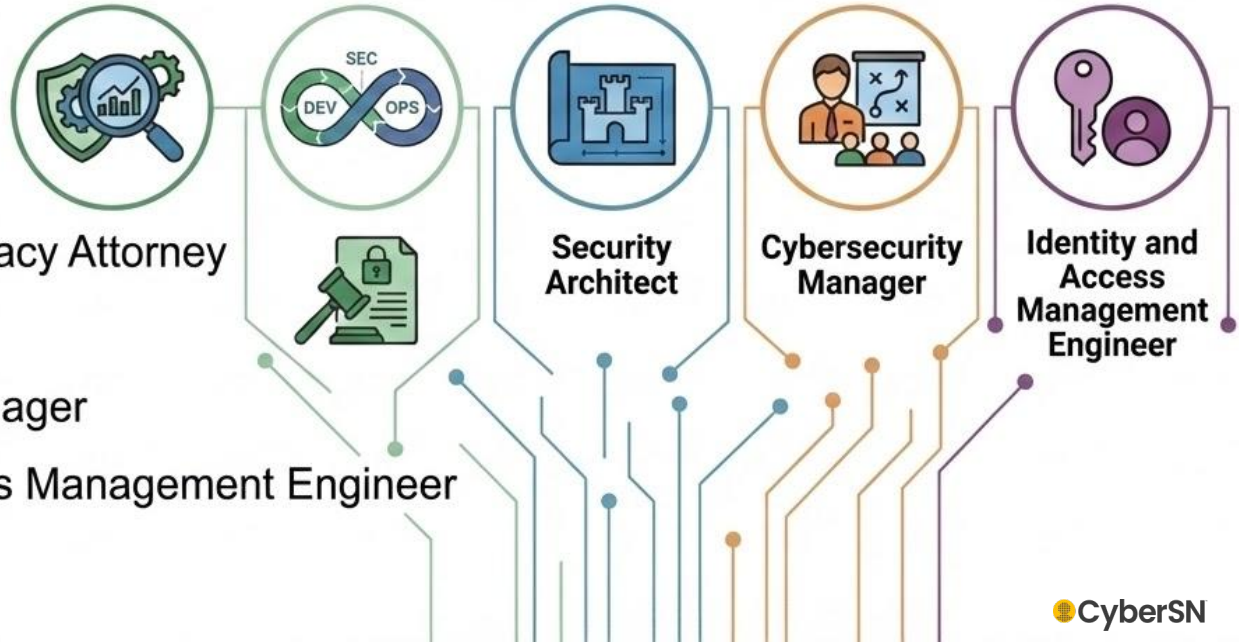 SEC
DEV
OPS
acy Attorney
Security
Architect
Cybersecurity
Manager
Identity and
Access
Management
Engineer
ager
s Management Engineer
CyberSN